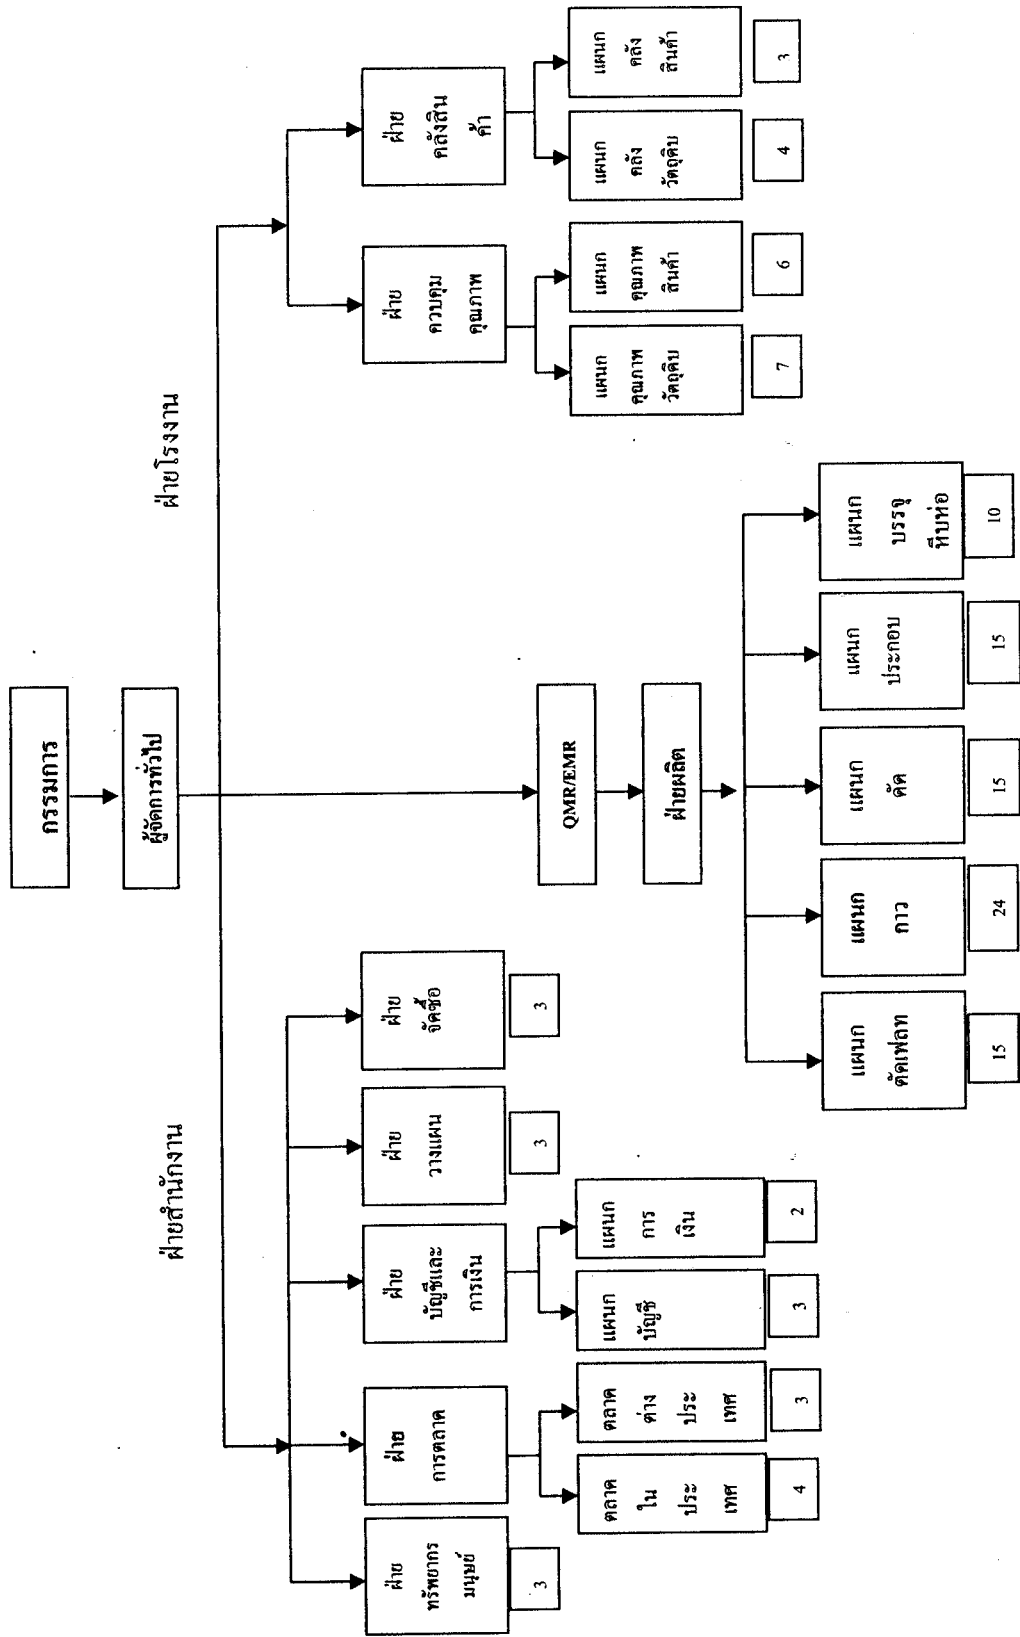 กรรมการ
ผู้จัดการทั่วไป
ฝ่ายสำนักงาน
ฝ่ายโรงงาน
ฝ่าย
ทรัพยากร
มนุษย์
3
ฝ่าย
การตลาด
ตลาด
ใน
ประ
เทศ
4
ตลาด
ต่าง
ประ
เทศ
3
ฝ่าย
บัญชีและ
การเงิน
แผนก
บัญชี
3
แผนก
การ
เงิน
2
ฝ่าย
วางแผน
3
ฝ่าย
จัดซื้อ
3
QMR/EMR
ฝ่ายผลิต
แผนก
ตัดเฟลท
15
แผนก
กาว
24
แผนก
ตัด
15
แผนก
ประกอบ
15
แผนก
บรรจุ
หีบห่อ
10
ฝ่าย
ควบคุม
คุณภาพ
แผนก
คุณภาพ
วัตถุดิบ
7
แผนก
คุณภาพ
สินค้า
6
ฝ่าย
คลังสิน
ค้า
แผนก
คลัง
วัตถุดิบ
4
แผนก
คลัง
สินค้า
3